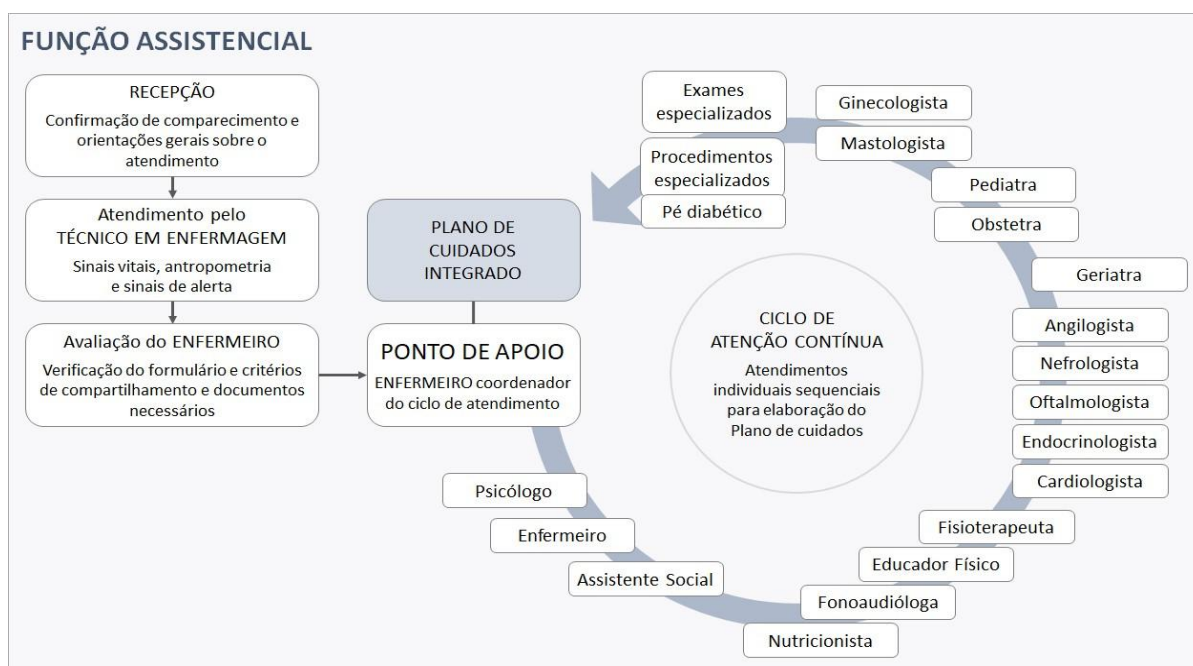 FUNÇÃO ASSISTENCIAL
RECEPÇÃO
Confirmação de comparecimento e
orientações gerais sobre o
atendimento
Atendimento pelo
TÉCNICO EM ENFERMAGEM
Sinais vitais, antropometria
e sinais de alerta
Avaliação do ENFERMEIRO
Verificação do formulário e critérios
de compartilhamento e documentos
necessários
PLANO DE
CUIDADOS
INTEGRADO
PONTO DE APOIO
ENFERMEIRO coordenador
do ciclo de atendimento
Psicólogo
Enfermeiro
Assistente Social
Nutricionista
Fonoaudióloga
Educador Físico
Fisioterapeuta
Cardiologista
Endocrinologista
Oftalmologista
Nefrologista
Angilogista
Geriatra
Obstetra
Pediatra
Mastologista
Ginecologista
Exames
especializados
Procedimentos
especializados
Pé diabético
CICLO DE
ATENÇÃO CONTÍNUA
Atendimentos
individuais sequenciais
para elaboração do
Plano de cuidados